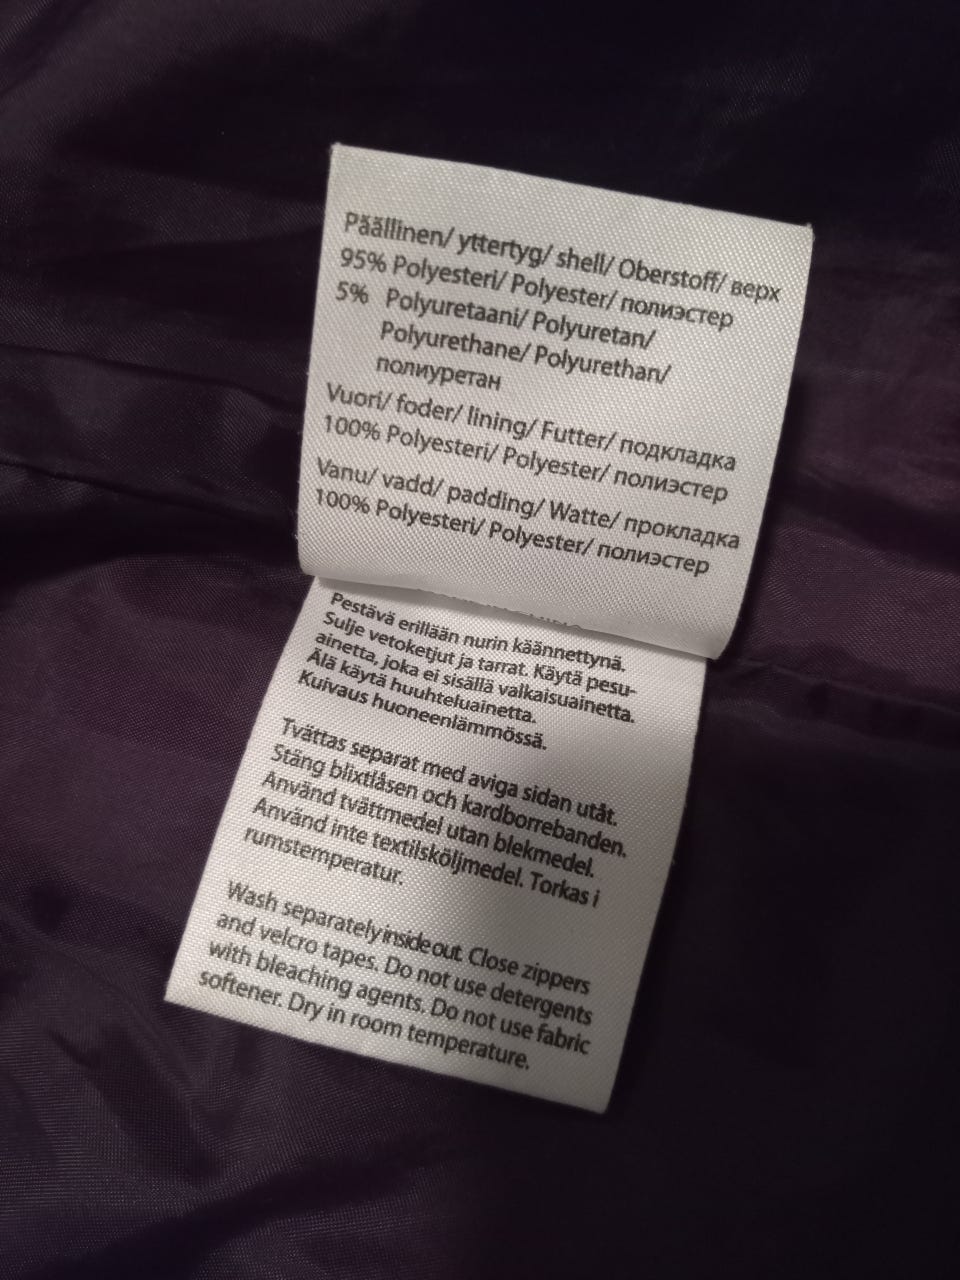 Päällinen/ yttertyg/ shell/ Oberstoff/ верх
95% Polyesteri/ Polyester/ полиэстер
5% Polyuretaani/ Polyuretan/
Polyurethane/ Polyurethan/
полиуретан
Vuori/ foder/ lining/ Futter/ подкладка
100% Polyesteri/ Polyester/ полиэстер
Vanu/ vadd/ padding/ Watte/ прокладка
100% Polyesteri/ Polyester/ полиэстер
Pestävä erillään nurin käännettynä.
Sulje vetoketjut ja tarrat. Käytä pesu-
ainetta, joka ei sisällä valkaisuainetta.
Älä käytä huuhteluainetta.
Kuivaus huoneenlämmössä.
Tvättas separat med aviga sidan utåt.
Stäng blixtlåsen och kardborrebanden.
Använd tvättmedel utan blekmedel.
Använd inte textilsköljmedel. Torkas i
rumstemperatur.
Wash separately inside out. Close zippers
and velcro tapes. Do not use detergents
with bleaching agents. Do not use fabric
softener. Dry in room temperature.